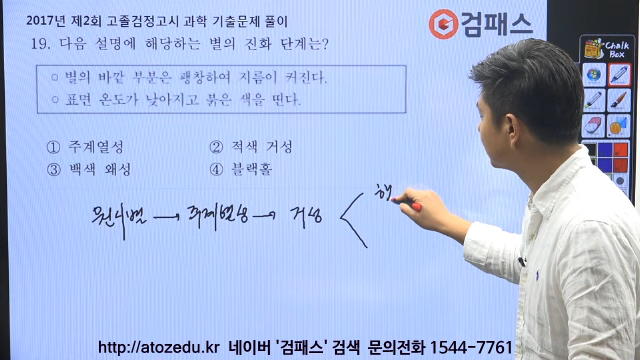 2017년 제2회 고졸검정고시 과학 기출문제 풀이
검패스
19. 다음 설명에 해당하는 별의 진화 단계는?
○ 별의 바깥 부분은 팽창하여 지름이 커진다.
○ 표면 온도가 낮아지고 붉은 색을 띤다.
① 주계열성 ② 적색 거성
③ 백색 왜성 ④ 블랙홀
원시별 → 주계열성 → 거성 행
Chalk Box
http://atozedu.kr 네이버 '검패스' 검색 문의전화 1544-7761